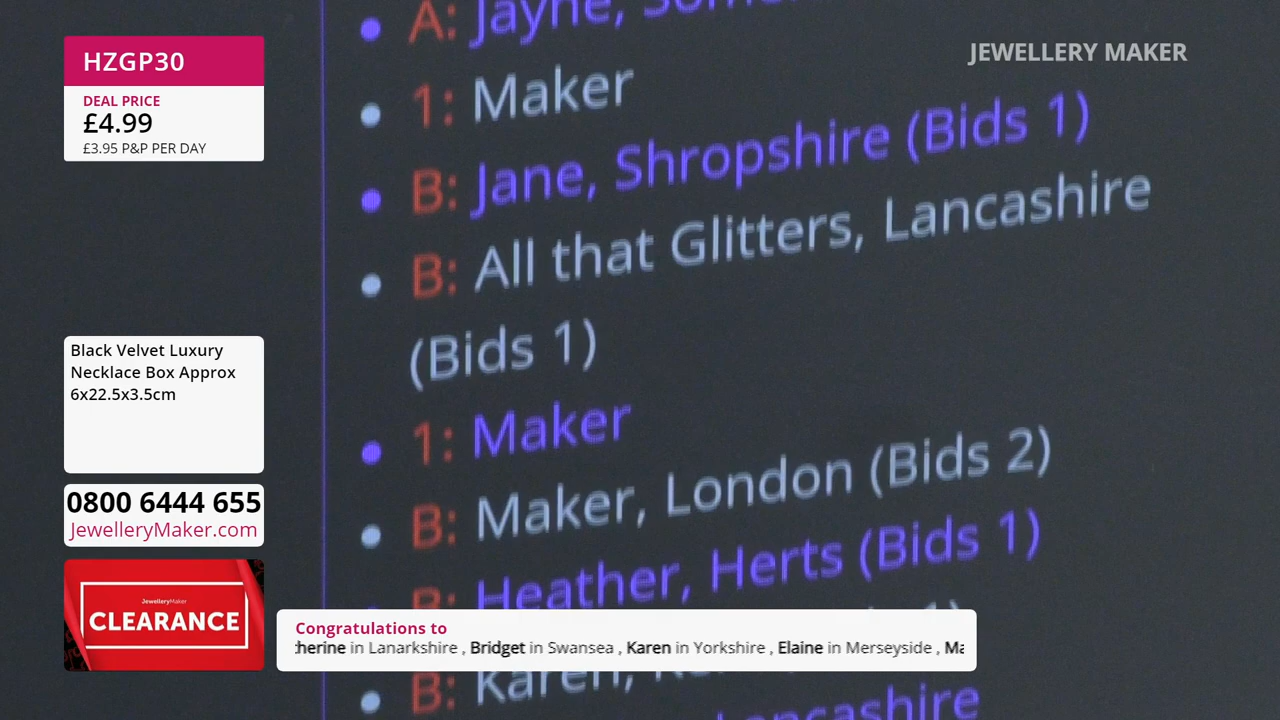 HZGP30
DEAL PRICE
£4.99
£3.95 P&P PER DAY
JEWELLERY MAKER
A: Jayne,
1: Maker
B: Jane, Shropshire (Bids 1)
B: All that Glitters, Lancashire
(Bids 1)
1: Maker
B: Maker, London (Bids 2)
B: Heather, Herts (Bids 1)
B: Karen,
Lancashire
Black Velvet Luxury
Necklace Box Approx
6x22.5x3.5cm
0800 6444 655
JewelleryMaker.com
JewelleryMaker
CLEARANCE
Congratulations to
herine in Lanarkshire , Bridget in Swansea , Karen in Yorkshire , Elaine in Merseyside , Ma